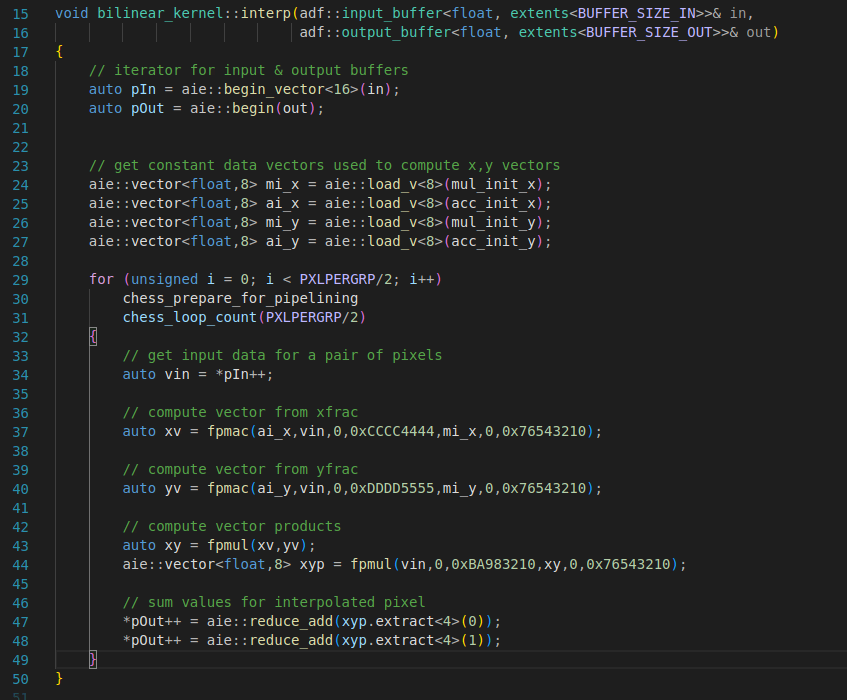 15 void bilinear_kernel::interp(adf::input_buffer<float, extents<BUFFER_SIZE_IN>>& in,
16                              adf::output_buffer<float, extents<BUFFER_SIZE_OUT>>& out)
17 {
18     // iterator for input & output buffers
19     auto pIn = aie::begin_vector<16>(in);
20     auto pOut = aie::begin(out);
21
22
23     // get constant data vectors used to compute x,y vectors
24     aie::vector<float,8> mi_x = aie::load_v<8>(mul_init_x);
25     aie::vector<float,8> ai_x = aie::load_v<8>(acc_init_x);
26     aie::vector<float,8> mi_y = aie::load_v<8>(mul_init_y);
27     aie::vector<float,8> ai_y = aie::load_v<8>(acc_init_y);
28
29     for (unsigned i = 0; i < PXLPERGRP/2; i++)
30         chess_prepare_for_pipelining
31         chess_loop_count(PXLPERGRP/2)
32     {
33         // get input data for a pair of pixels
34         auto vin = *pIn++;
35
36         // compute vector from xfrac
37         auto xv = fpmac(ai_x,vin,0,0xCCCC4444,mi_x,0,0x76543210);
38
39         // compute vector from yfrac
40         auto yv = fpmac(ai_y,vin,0,0xDDDD5555,mi_y,0,0x76543210);
41
42         // compute vector products
43         auto xy = fpmul(xv,yv);
44         aie::vector<float,8> xyp = fpmul(vin,0,0xBA983210,xy,0,0x76543210);
45
46         // sum values for interpolated pixel
47         *pOut++ = aie::reduce_add(xyp.extract<4>(0));
48         *pOut++ = aie::reduce_add(xyp.extract<4>(1));
49     }
50 }
51